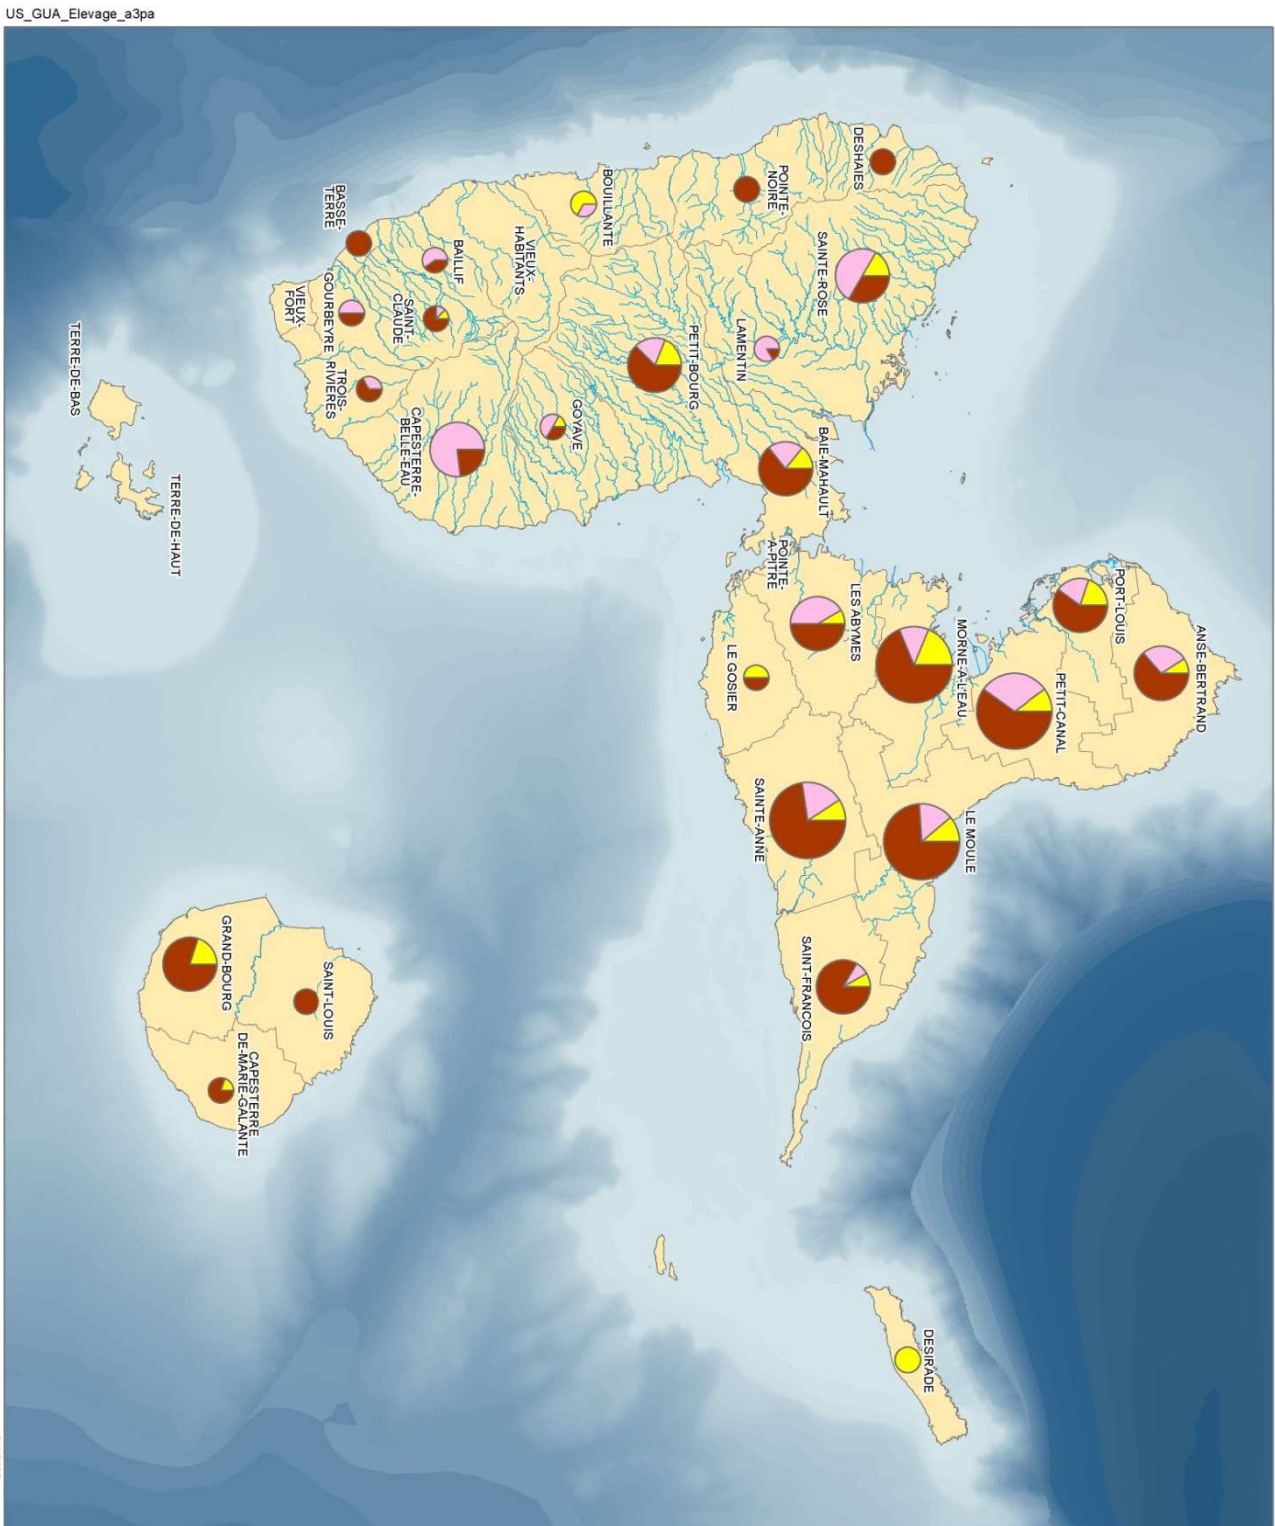 US_GUA_Elevage_a3pa
DESHAIES
POINTE-
NOIRE
SAINTE-ROSE
BOUILLANTE
BASSE-
TERRE
BAILLIF
VIEUX-
HABITANTS
SAINT-
CLAUDE
GOURBEYRE
VIEUX-
FORT
TROIS-
RIVIERES
LAMENTIN
PETIT-BOURG
GOYAVE
CAPESTERRE-
BELLE-EAU
BAIE-MAHAULT
TERRE-DE-BAS
TERRE-DE-HAUT
POINTE-
A-PITRE
LES ABYMES
LE GOSIER
MORNE-A-L'EAU
PORT-LOUIS
ANSE-BERTRAND
PETIT-CANAL
SAINTE-ANNE
LE MOULE
SAINT-FRANCOIS
GRAND-BOURG
SAINT-LOUIS
CAPESTERRE
DE-MARIE-GALANTE
DESIRADE